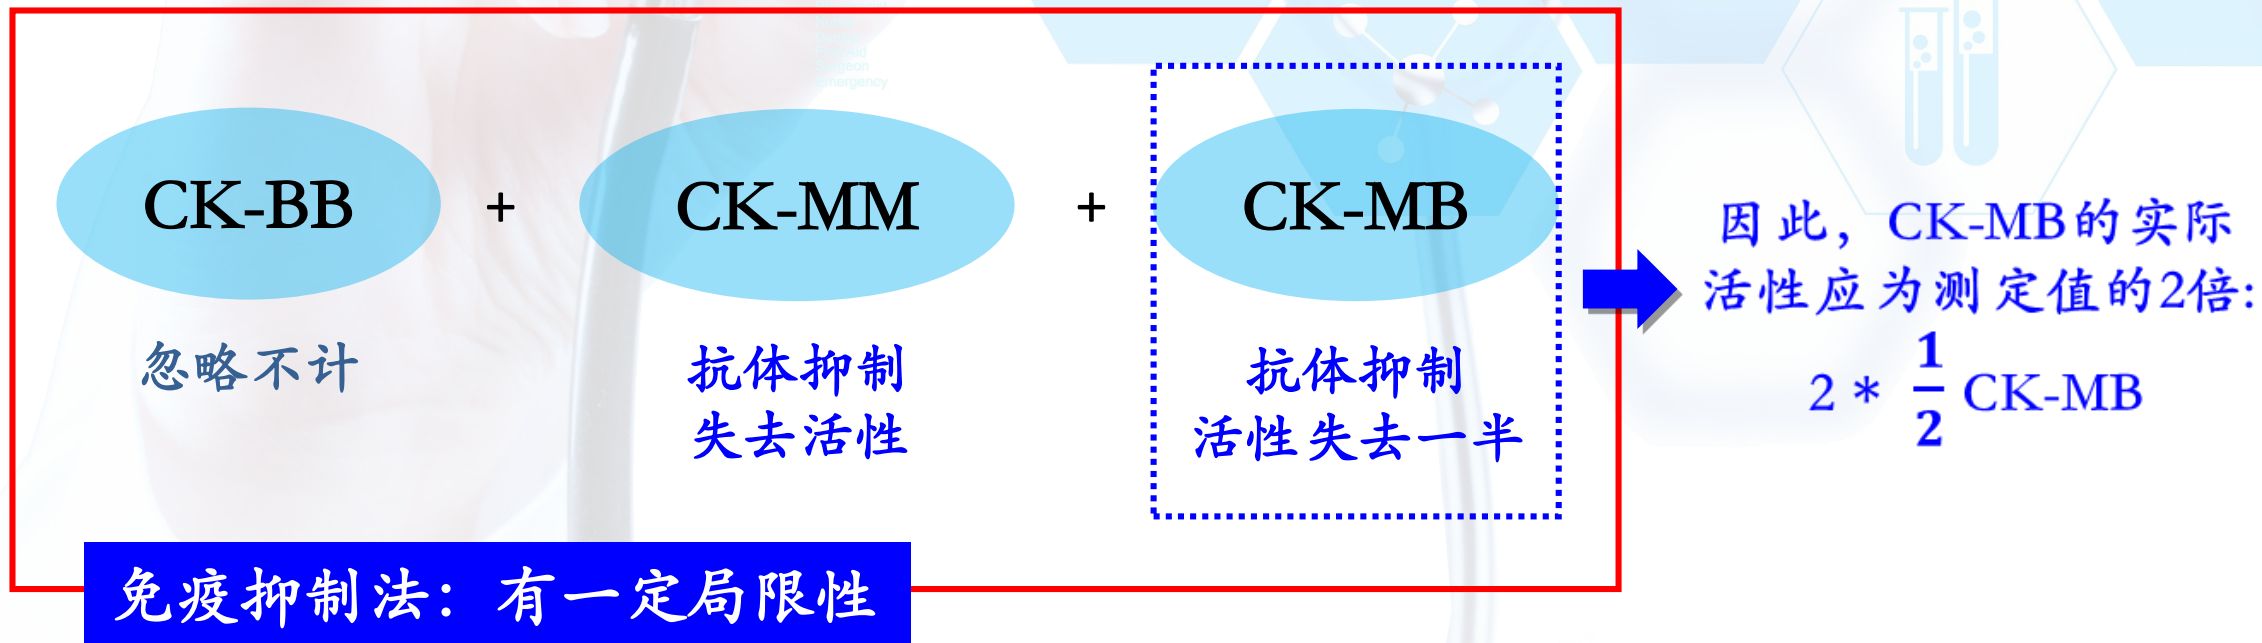 Surgeon
Emergency
CK-BB + CK-MM + CK-MB
忽略不计
抗体抑制
失去活性
抗体抑制
活性失去一半
因此，CK-MB的实际
活性应为测定值的2倍:
2 * 1/2 CK-MB
免疫抑制法：有一定局限性